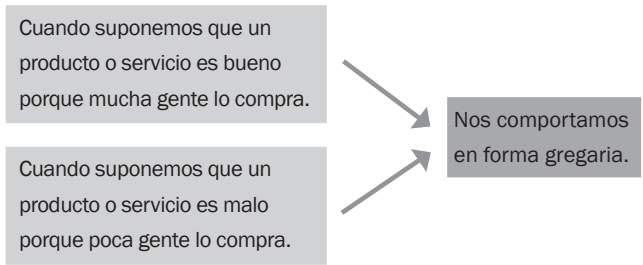 Cuando suponemos que un
producto o servicio es bueno
porque mucha gente lo compra.
Cuando suponemos que un
producto o servicio es malo
porque poca gente lo compra.
Nos comportamos
en forma gregaria.